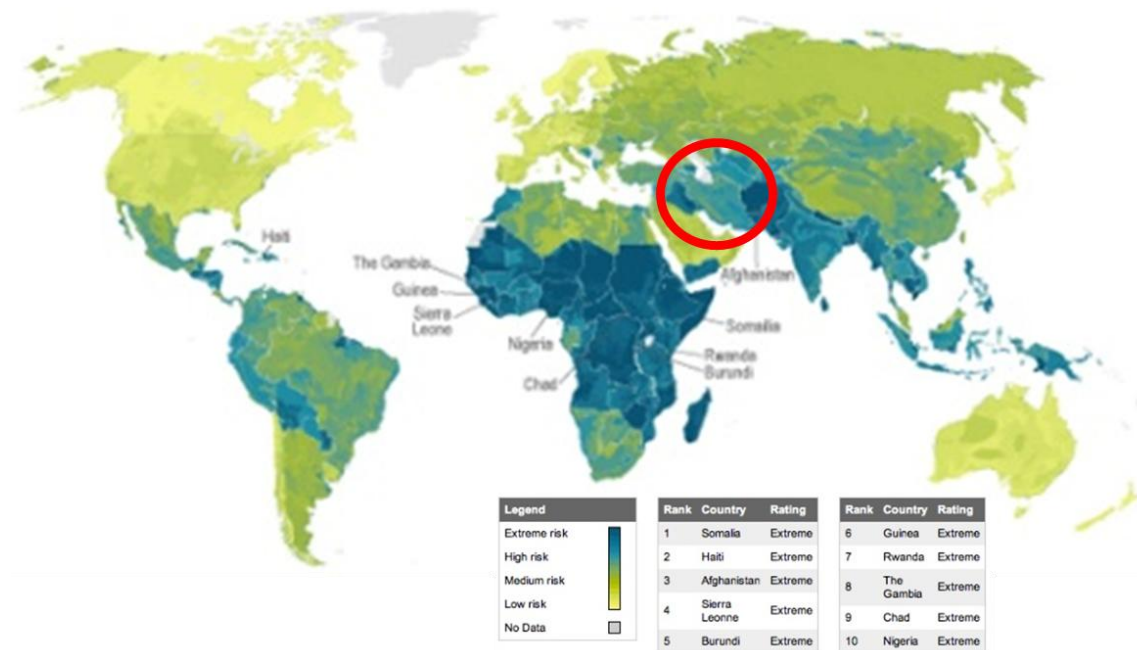 Haiti
The Gambia
Guinea
Sierra
Leone
Nigeria
Chad
Afghanistan
Somailia
Rwanda
Burundi
Legend
Extreme risk
High risk
Medium risk
Low risk
No Data
Rank Country Rating
1 Somalia Extreme
2 Haiti Extreme
3 Afghanistan Extreme
4 Sierra Leonne Extreme
5 Burundi Extreme
Rank Country Rating
6 Guinea Extreme
7 Rwanda Extreme
8 The Gambia Extreme
9 Chad Extreme
10 Nigeria Extreme